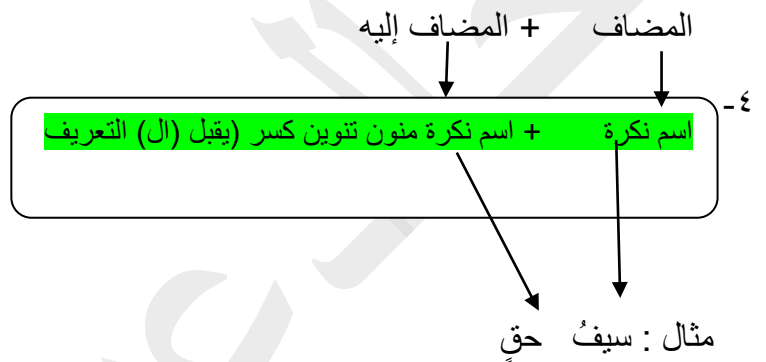 المضاف + المضاف إليه
٤-
اسم نكرة + اسم نكرة منون تنوين كسر (يقبل (ال) التعريف
مثال : سيفُ حقٍ